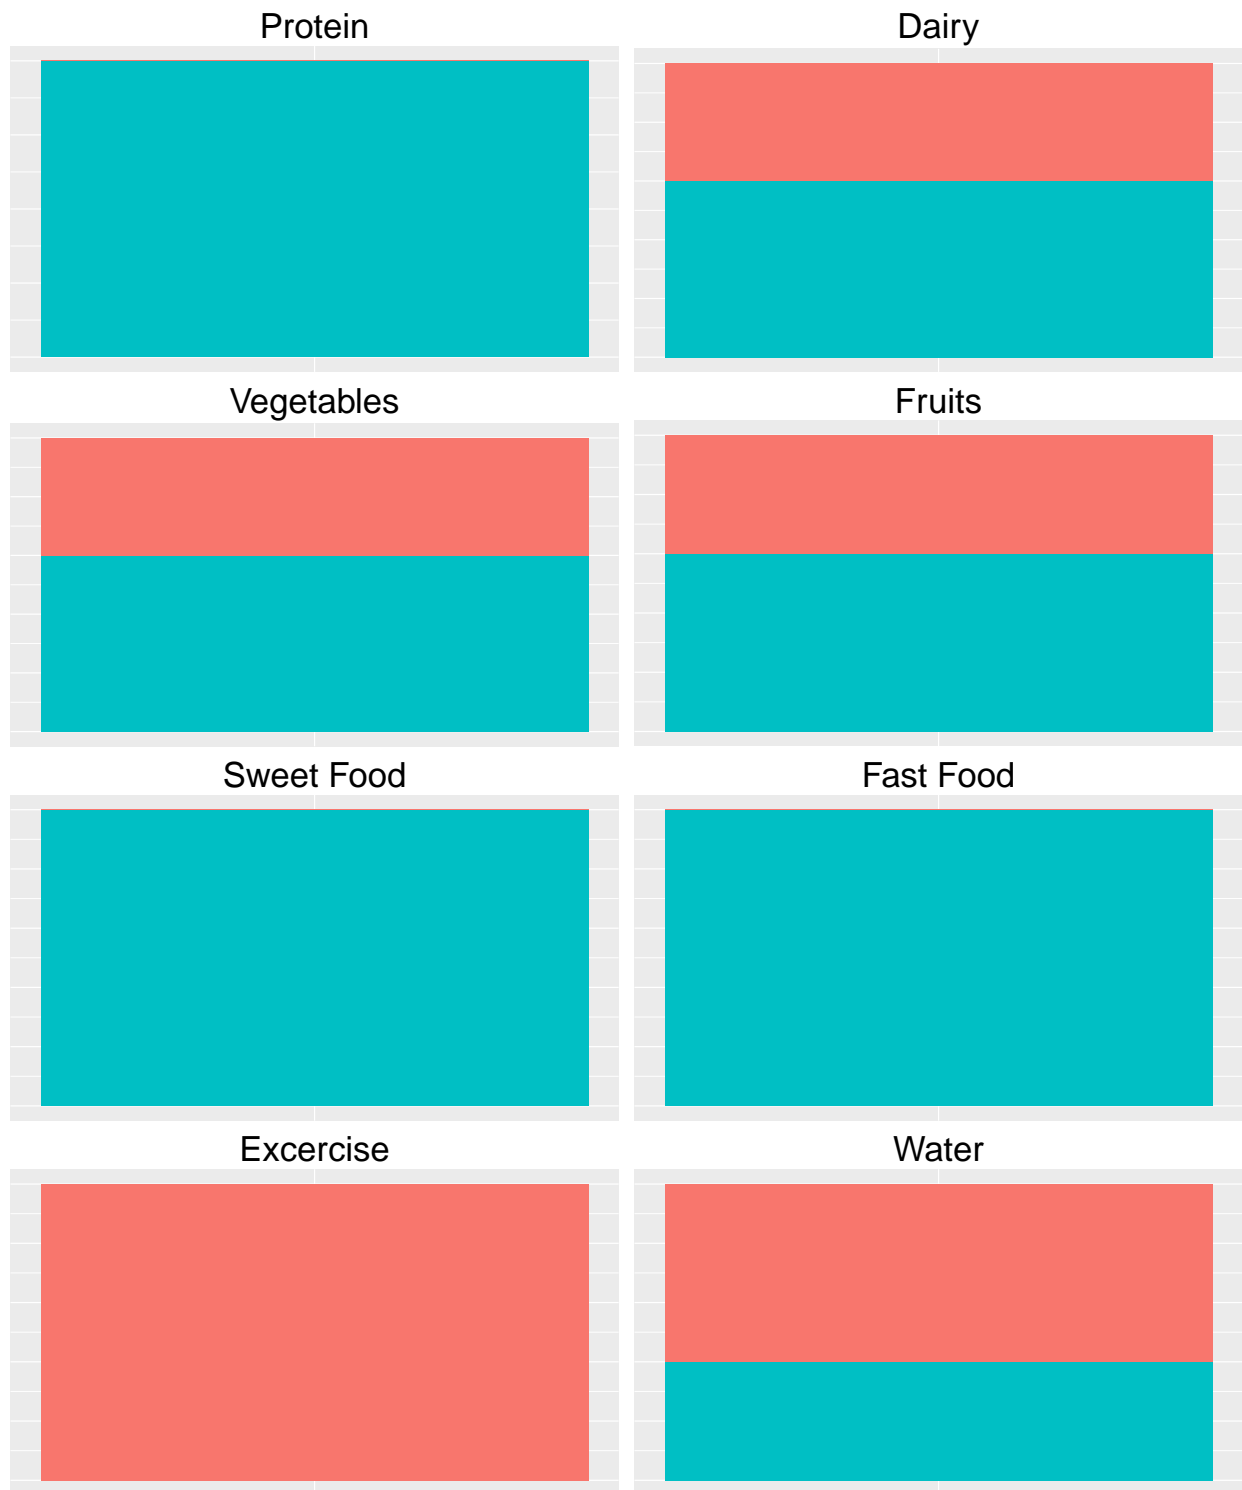 Protein
Dairy
Vegetables
Fruits
Sweet Food
Fast Food
Excercise
Water